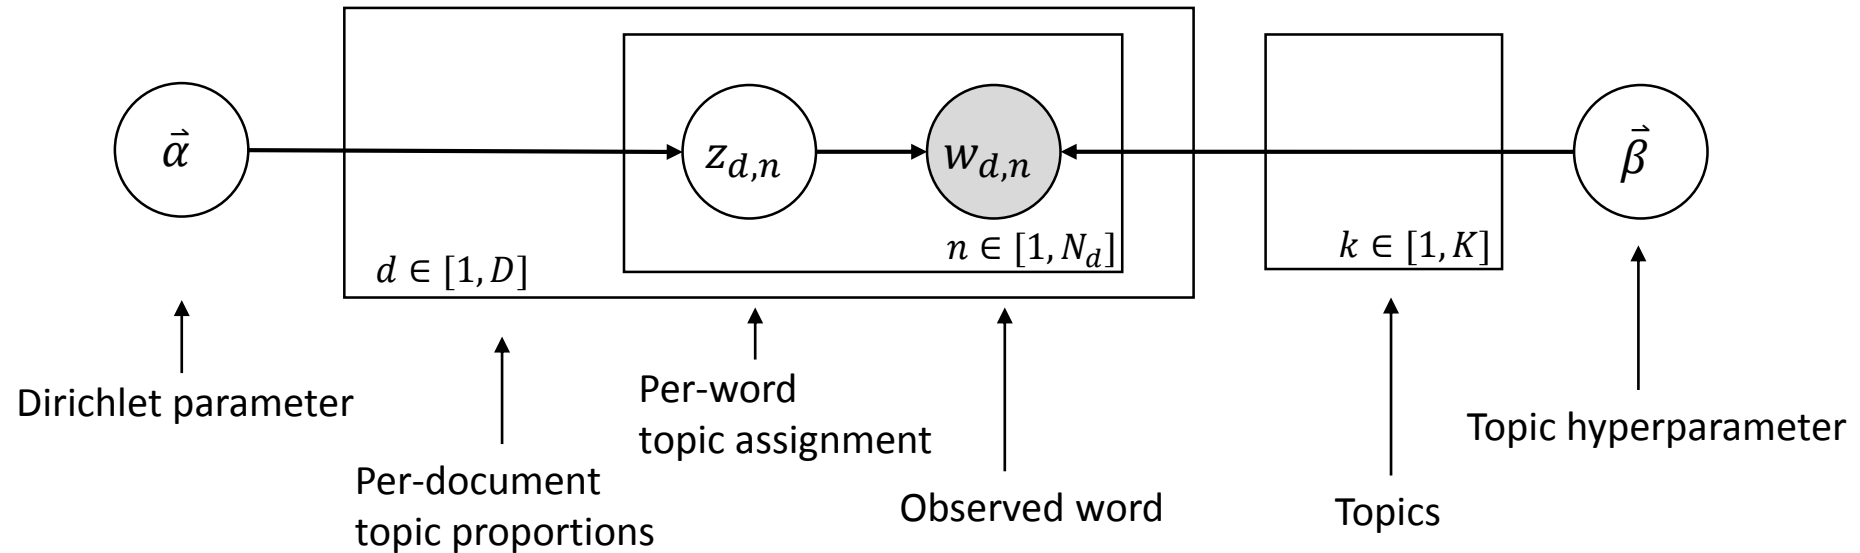 α⃗
z_{d,n}
w_{d,n}
β⃗
n ∈ [1, N_d]
k ∈ [1, K]
d ∈ [1, D]
Dirichlet parameter
Per-document
topic proportions
Per-word
topic assignment
Observed word
Topics
Topic hyperparameter